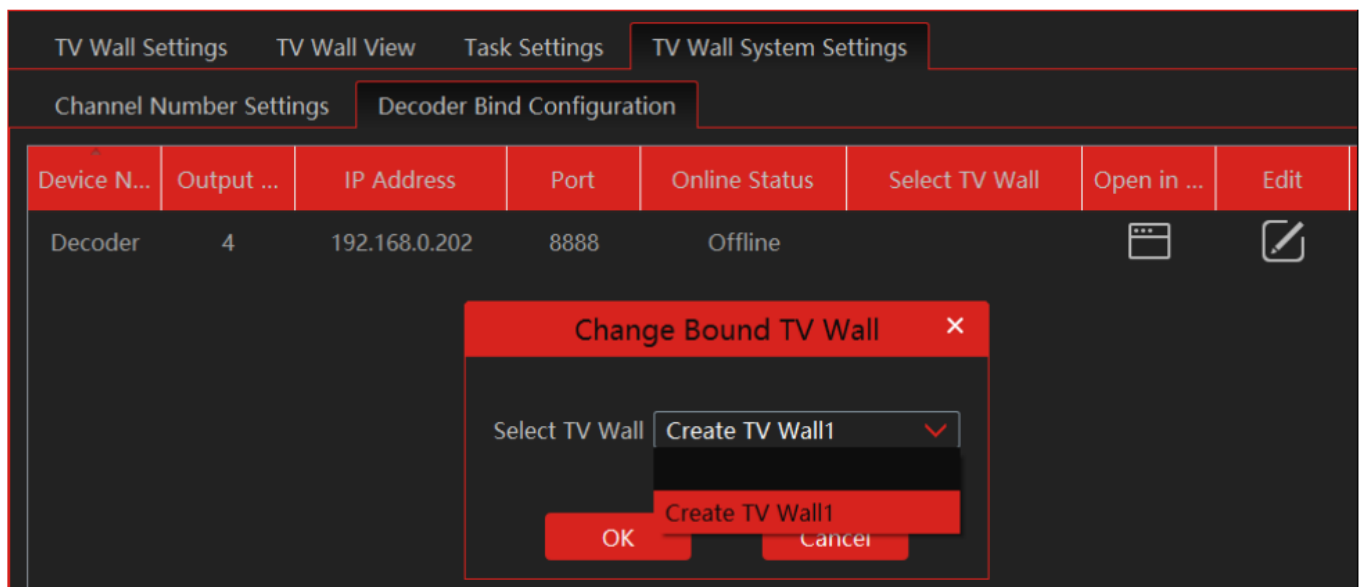 TV Wall Settings TV Wall View Task Settings TV Wall System Settings
Channel Number Settings Decoder Bind Configuration
Device N... Output ... IP Address Port Online Status Select TV Wall Open in ... Edit
Decoder 4 192.168.0.202 8888 Offline
Change Bound TV Wall ×
Select TV Wall Create TV Wall1
Create TV Wall1
OK Cancel